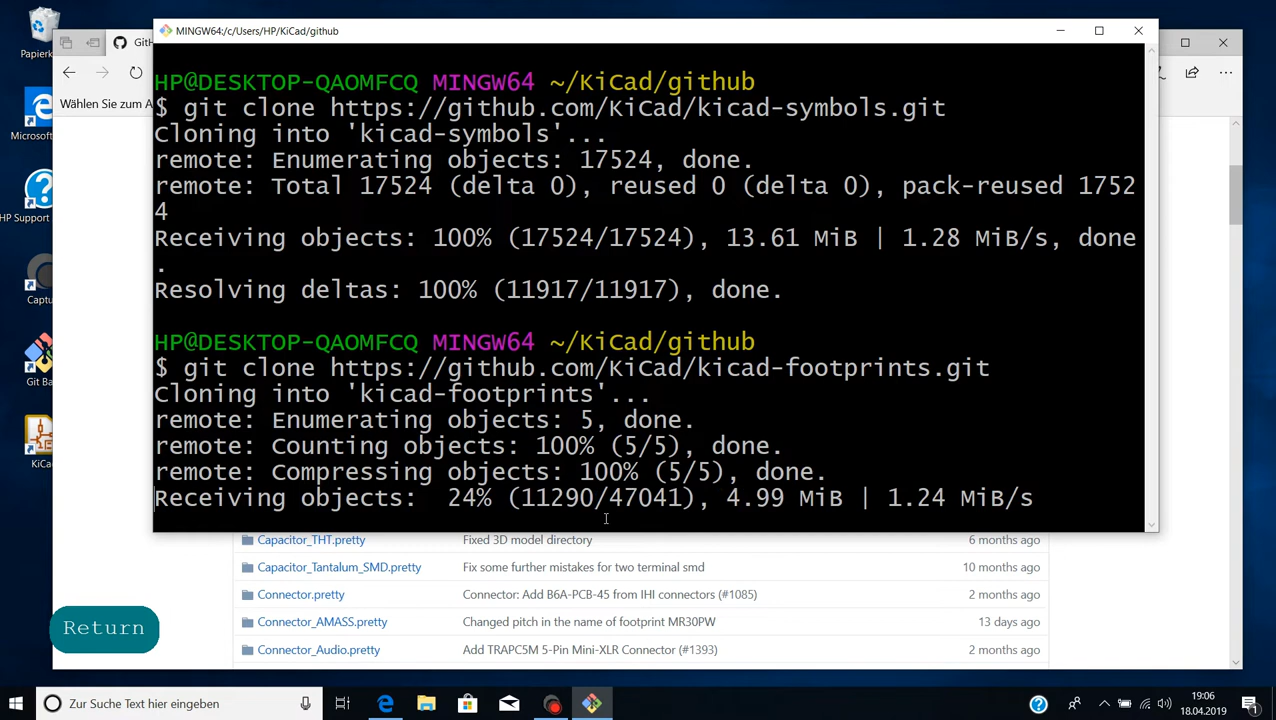 Papierk
MINGW64:/c/Users/HP/KiCad/github
GitH
Wählen Sie zum A
Microsoft
HP Support
Captu
Git Ba
KiCa
HP@DESKTOP-QAOMFCQ MINGW64 ~/KiCad/github
$ git clone https://github.com/KiCad/kicad-symbols.git
Cloning into 'kicad-symbols'...
remote: Enumerating objects: 17524, done.
remote: Total 17524 (delta 0), reused 0 (delta 0), pack-reused 1752
4
Receiving objects: 100% (17524/17524), 13.61 MiB | 1.28 MiB/s, done
.
Resolving deltas: 100% (11917/11917), done.
HP@DESKTOP-QAOMFCQ MINGW64 ~/KiCad/github
$ git clone https://github.com/KiCad/kicad-footprints.git
Cloning into 'kicad-footprints'...
remote: Enumerating objects: 5, done.
remote: Counting objects: 100% (5/5), done.
remote: Compressing objects: 100% (5/5), done.
Receiving objects:  24% (11290/47041), 4.99 MiB | 1.24 MiB/s
Capacitor_THT.pretty Fixed 3D model directory 6 months ago
Capacitor_Tantalum_SMD.pretty Fix some further mistakes for two terminal smd 10 months ago
Connector.pretty Connector: Add B6A-PCB-45 from IHI connectors (#1085) 2 months ago
Connector_AMASS.pretty Changed pitch in the name of footprint MR30PW 13 days ago
Connector_Audio.pretty Add TRAPC5M 5-Pin Mini-XLR Connector (#1393) 2 months ago
Return
Zur Suche Text hier eingeben
19:06
18.04.2019
1